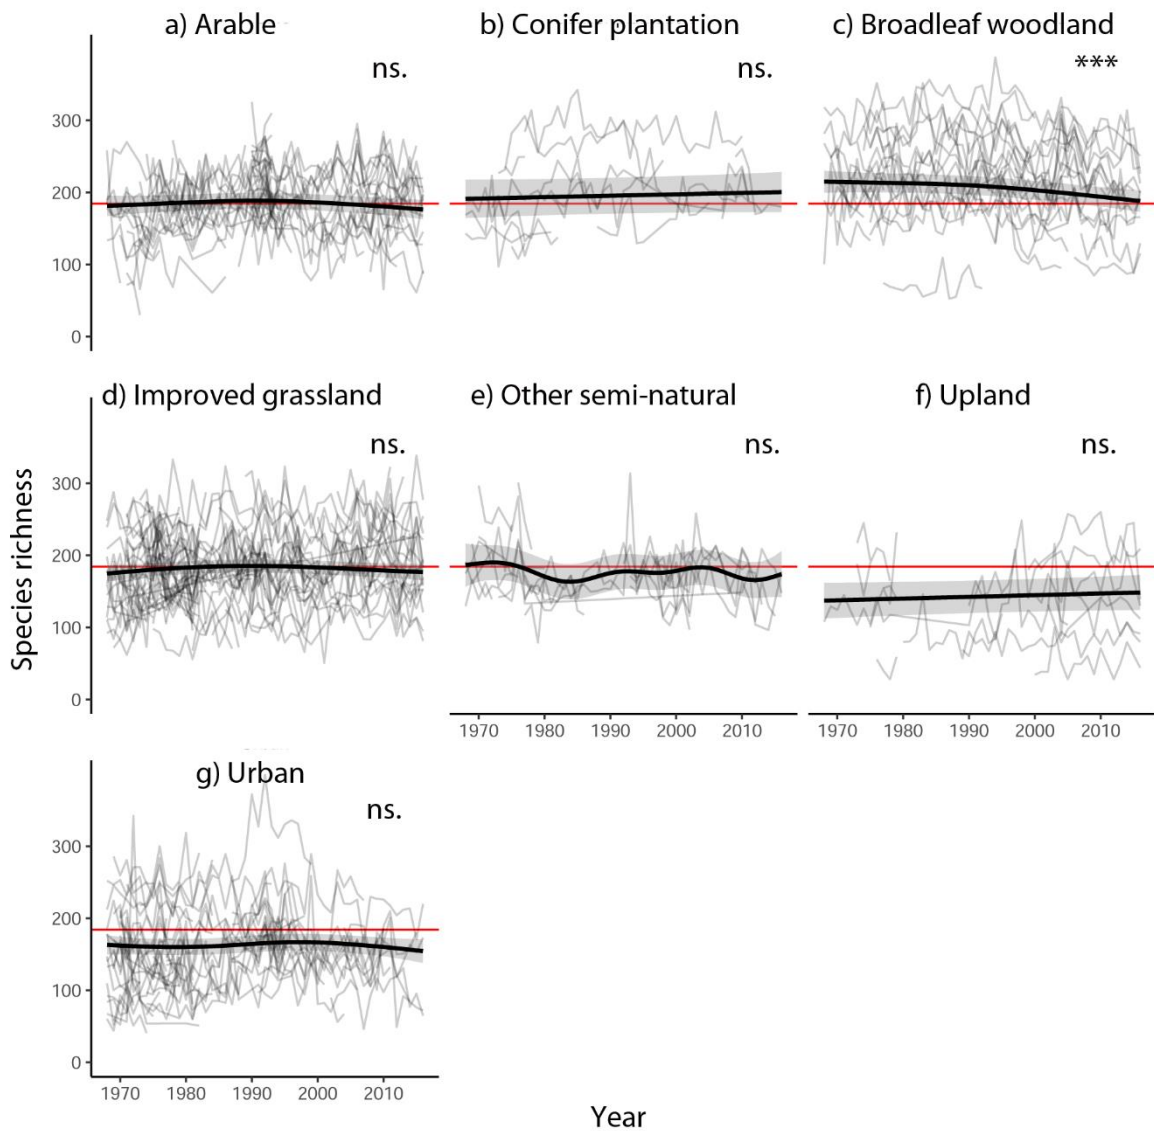 a) Arable
b) Conifer plantation
c) Broadleaf woodland
ns.
ns.
***
300
200
100
0
d) Improved grassland
e) Other semi-natural
f) Upland
ns.
ns.
ns.
Species richness
300
200
100
0
1970 1980 1990 2000 2010
1970 1980 1990 2000 2010
g) Urban
ns.
300
200
100
0
1970 1980 1990 2000 2010
Year